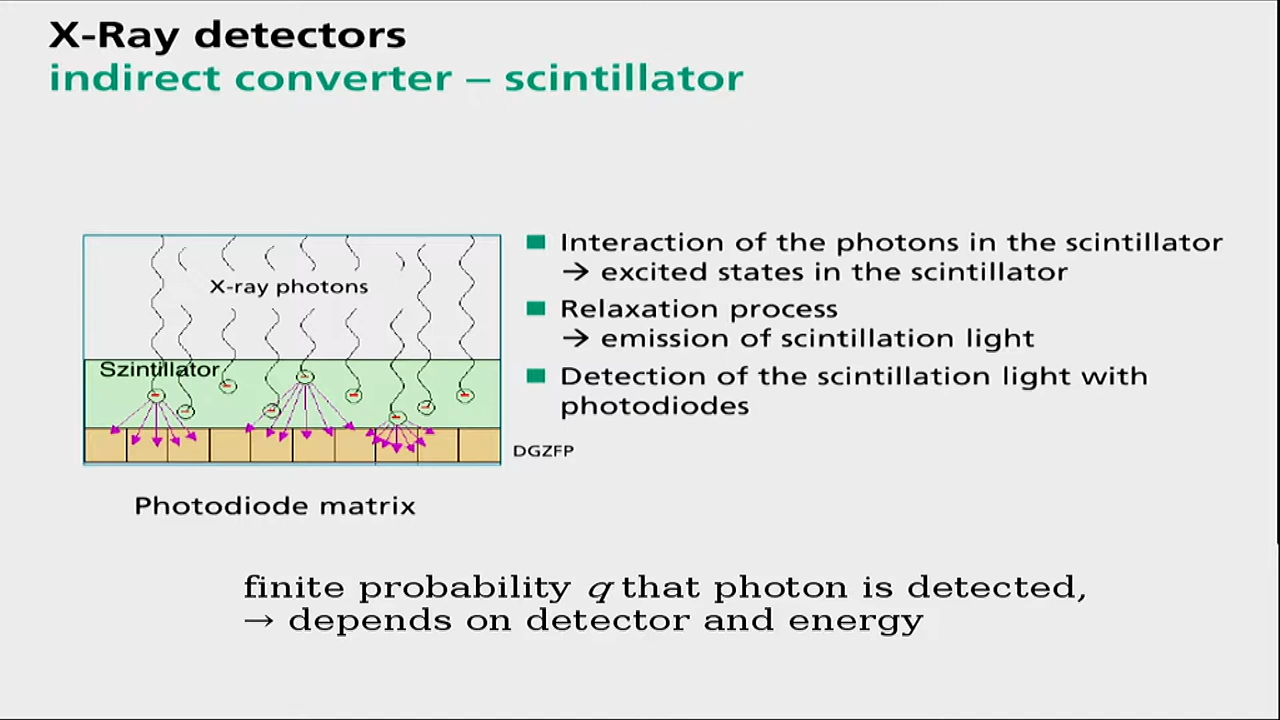 X-Ray detectors
indirect converter – scintillator
X-ray photons
Szintillator
Photodiode matrix
DGZFP
■ Interaction of the photons in the scintillator
→ excited states in the scintillator
■ Relaxation process
→ emission of scintillation light
■ Detection of the scintillation light with
photodiodes
finite probability q that photon is detected,
→ depends on detector and energy